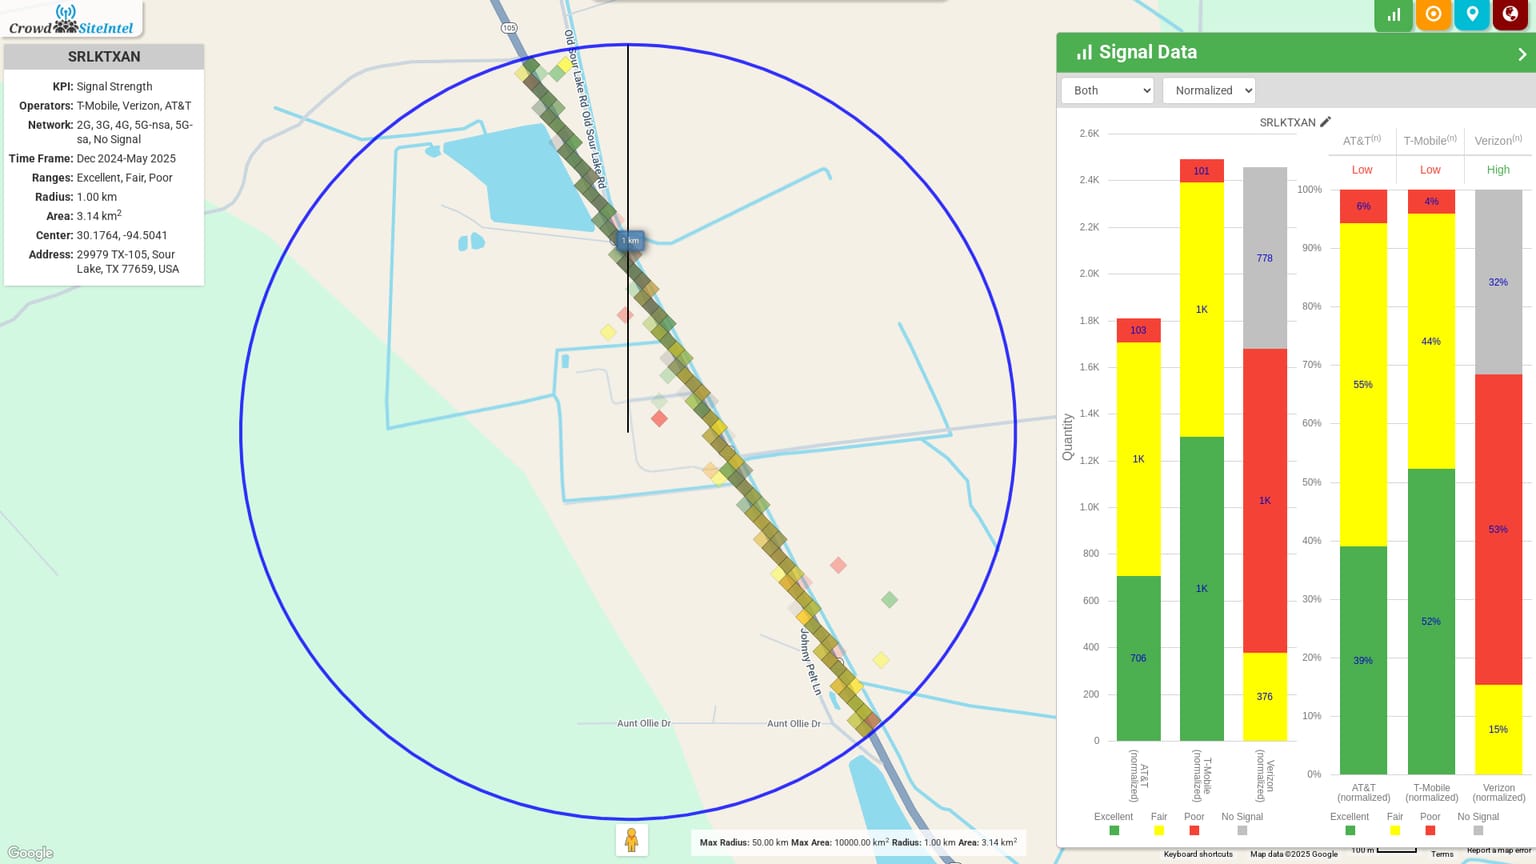 CrowdSiteIntel
SRLKTXAN
KPI: Signal Strength
Operators: T-Mobile, Verizon, AT&T
Network: 2G, 3G, 4G, 5G-nsa, 5G-
sa, No Signal
Time Frame: Dec 2024-May 2025
Ranges: Excellent, Fair, Poor
Radius: 1.00 km
Area: 3.14 km²
Center: 30.1764, -94.5041
Address: 29979 TX-105, Sour
Lake, TX 77659, USA
105
Old Sour Lake Rd
Old Sour Lake Rd
1 km
Johnny Pelt Ln
Aunt Ollie Dr
Aunt Ollie Dr
Google
Max Radius: 50.00 km Max Area: 10000.00 km² Radius: 1.00 km Area: 3.14 km²
Signal Data
Both
Normalized
SRLKTXAN
Quantity
2.6K
2.4K
2.2K
2.0K
1.8K
1.6K
1.4K
1.2K
1.0K
800
600
400
200
0
103
1K
706
101
1K
1K
778
1K
376
AT&T
(normalized)
T-Mobile
(normalized)
Verizon
(normalized)
Excellent
Fair
Poor
No Signal
AT&T(n)
T-Mobile(n)
Verizon(n)
Low
Low
High
100%
90%
80%
70%
60%
50%
40%
30%
20%
10%
0%
6%
55%
39%
4%
44%
52%
32%
53%
15%
AT&T
(normalized)
T-Mobile
(normalized)
Verizon
(normalized)
Excellent
Fair
Poor
No Signal
Keyboard shortcuts
Map data ©2025 Google
100 m
Terms
Report a map error